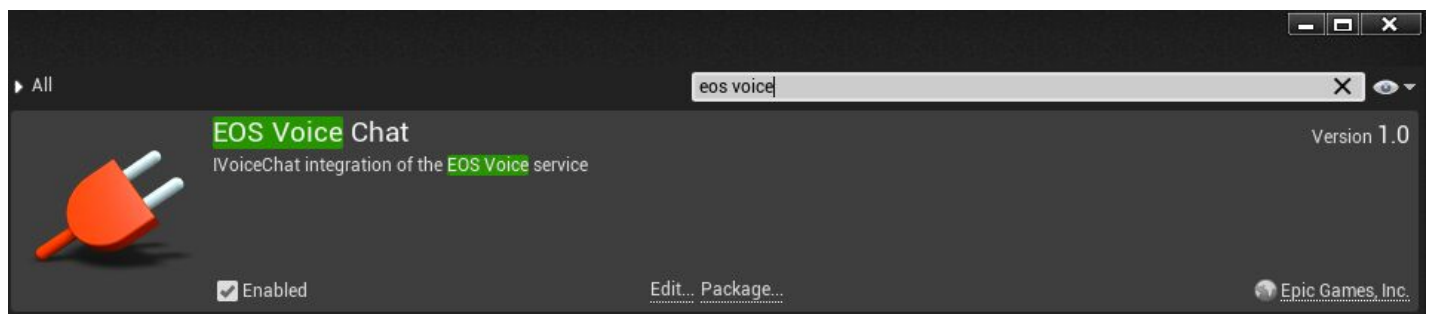 All
eos voice
EOS Voice Chat
Version 1.0
IVoiceChat integration of the EOS Voice service
Enabled
Edit... Package...
Epic Games, Inc.